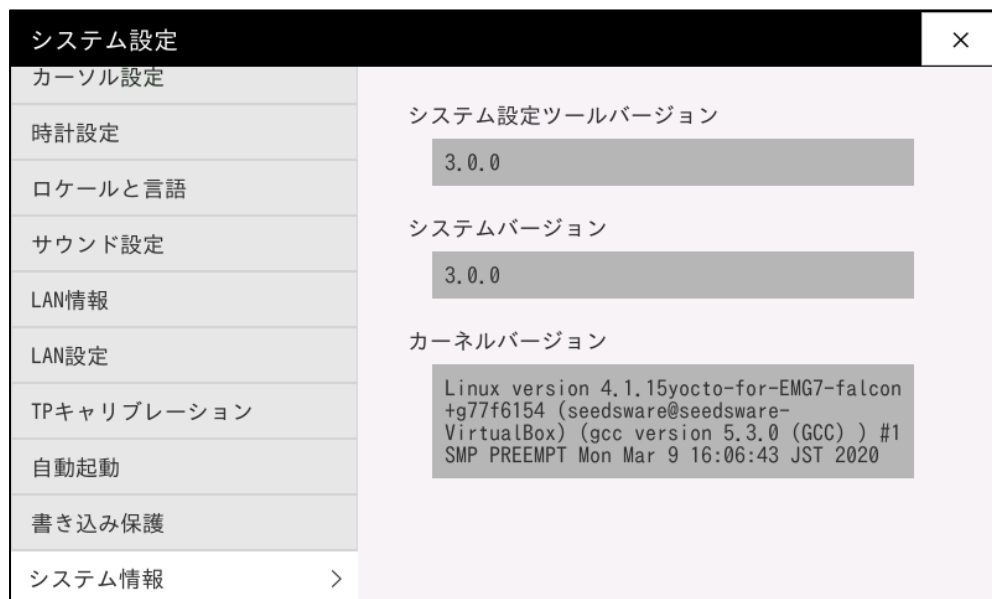 システム設定
×
カーソル設定
時計設定
ロケールと言語
サウンド設定
LAN情報
LAN設定
TPキャリブレーション
自動起動
書き込み保護
システム情報
システム設定ツールバージョン
3.0.0
システムバージョン
3.0.0
カーネルバージョン
Linux version 4.1.15yocto-for-EMG7-falcon
+g77f6154 (seedsware@seedsware-
VirtualBox) (gcc version 5.3.0 (GCC) ) #1
SMP PREEMPT Mon Mar 9 16:06:43 JST 2020